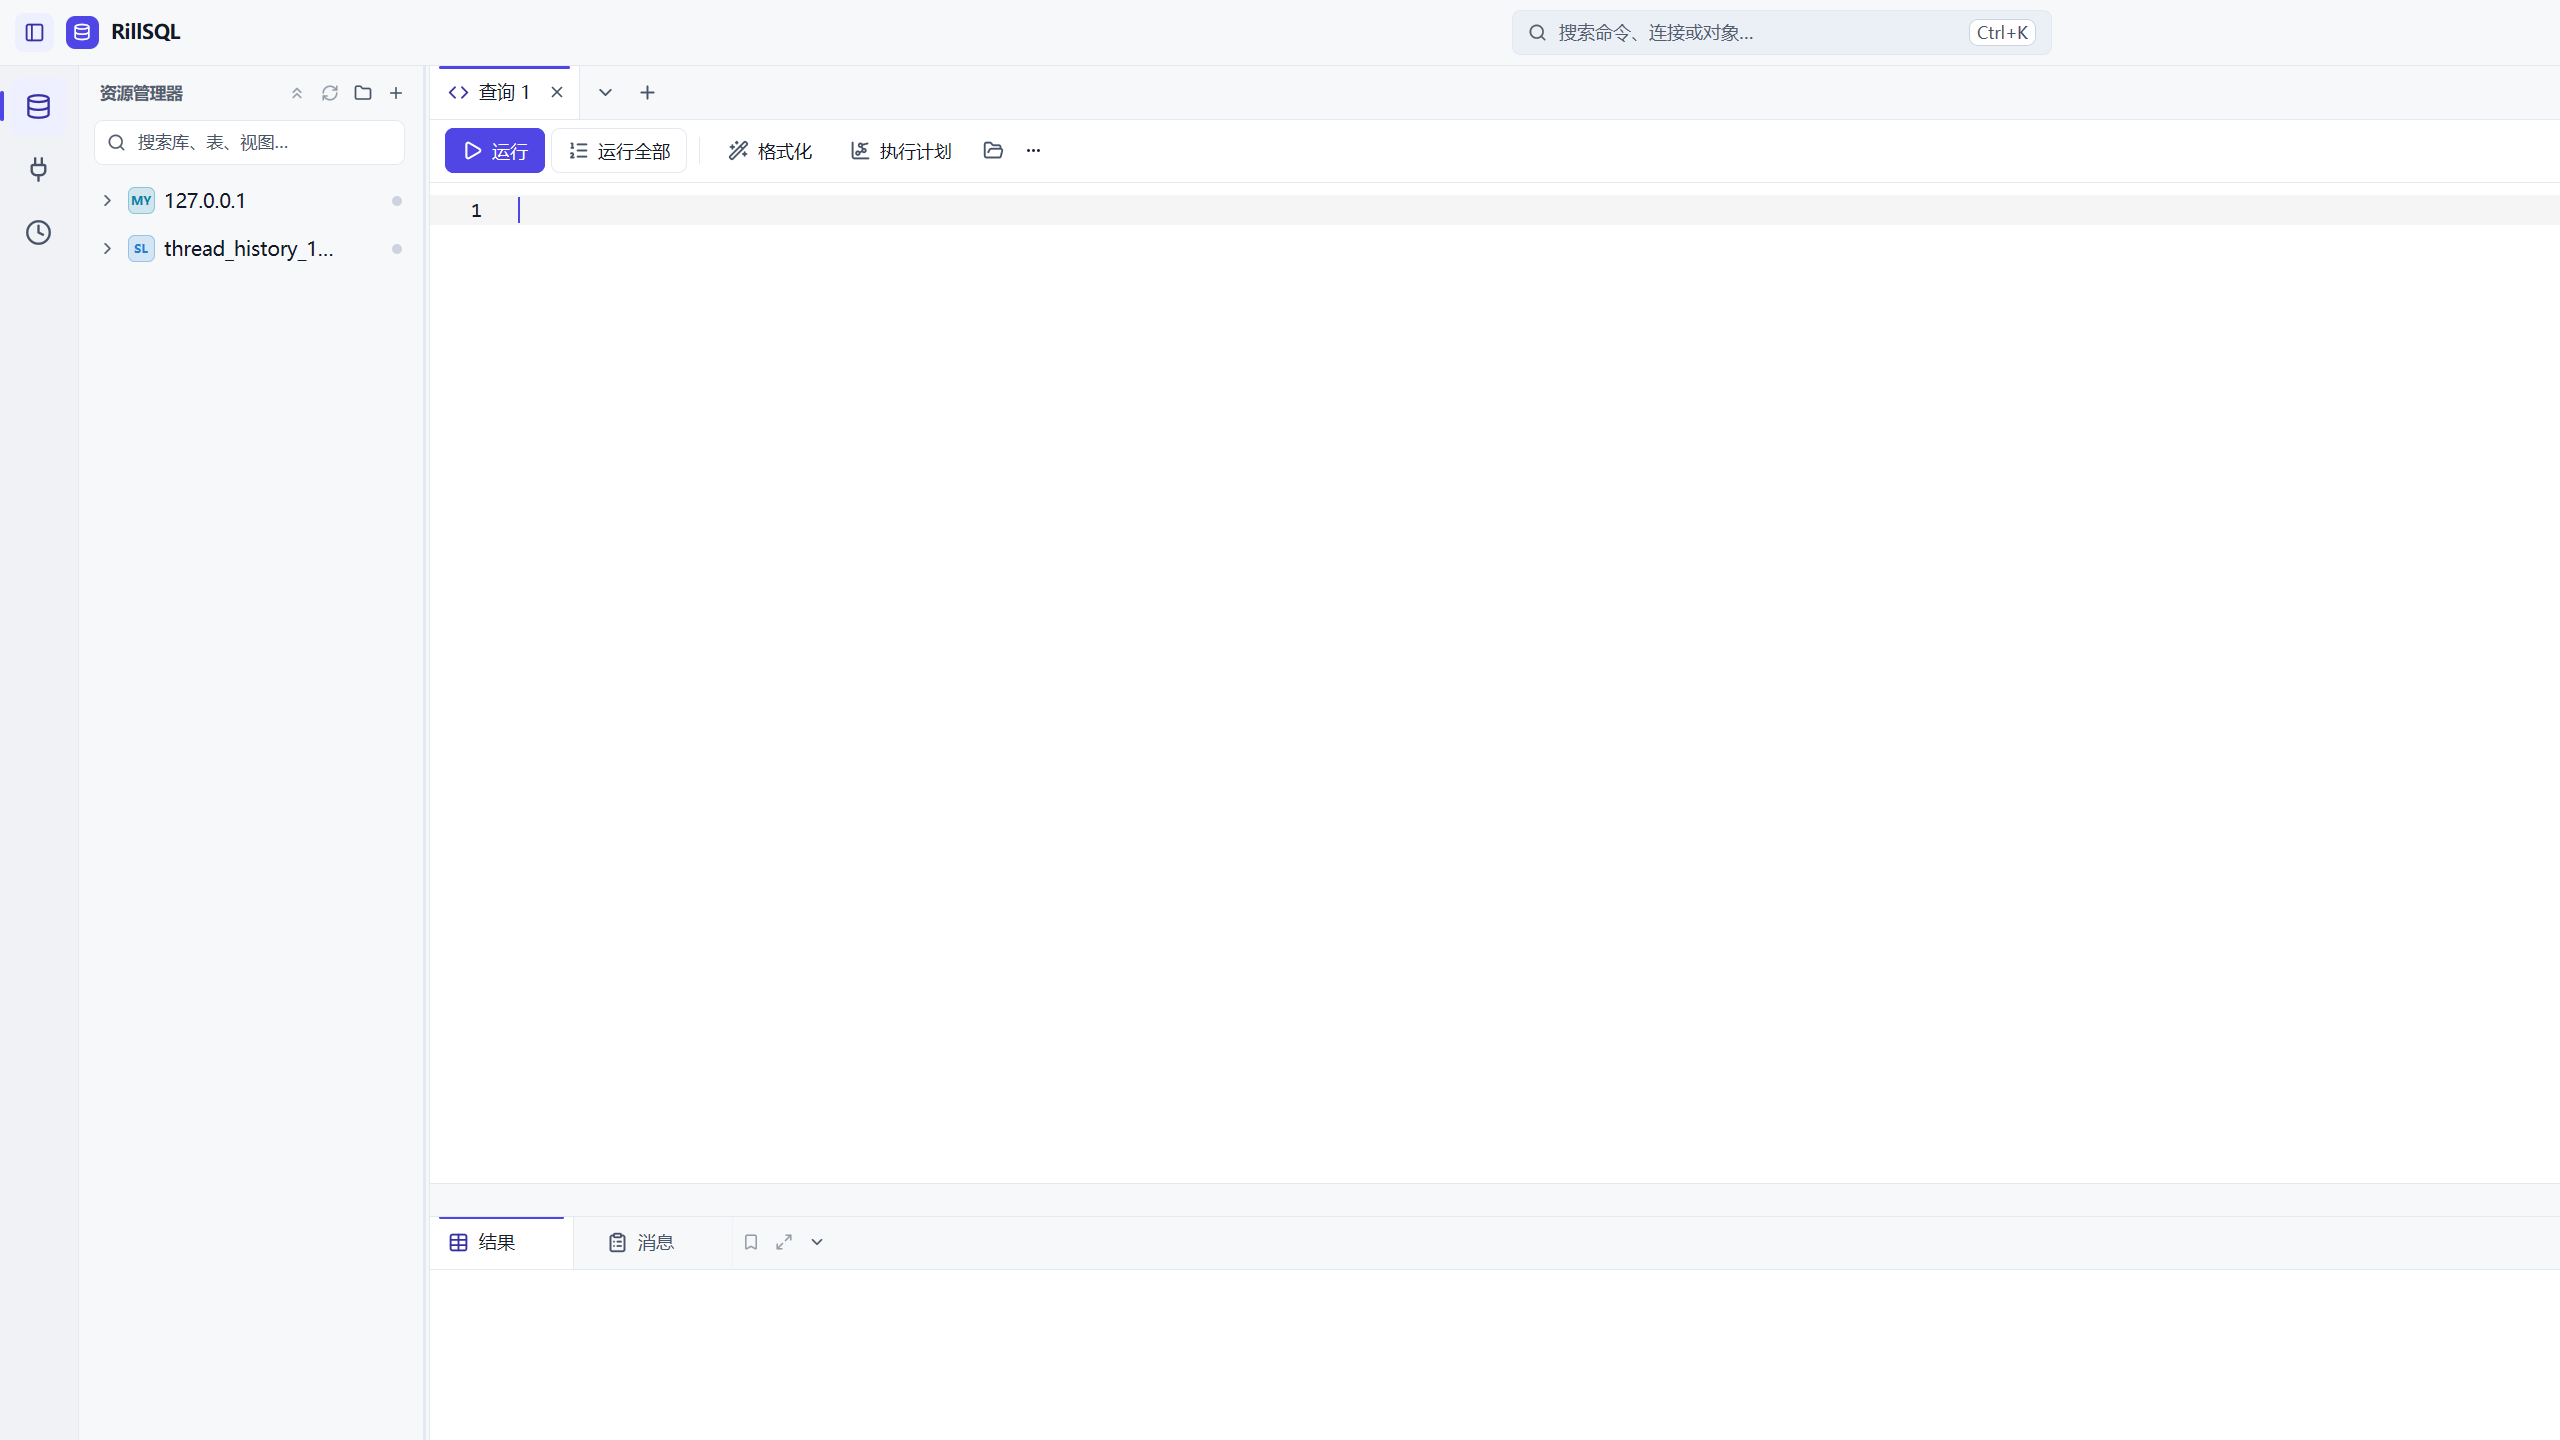 RillSQL
搜索命令、连接或对象... Ctrl+K
资源管理器
搜索库、表、视图...
MY 127.0.0.1
SL thread_history_1...
查询 1
运行 运行全部 格式化 执行计划
1
结果 消息